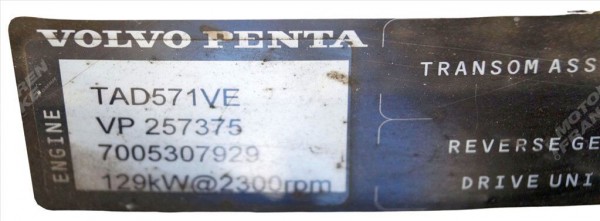 VOLVO PENTA
ENGINE
TAD571VE
VP 257375
7005307929
129kW@2300rpm
TRANSOM ASS
REVERSE GE
DRIVE UNI